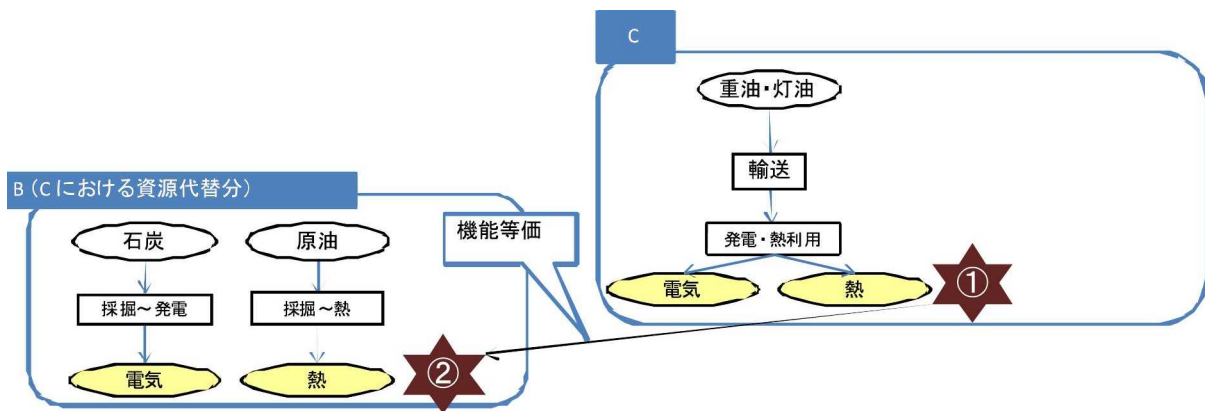 C
重油・灯油
輸送
発電・熱利用
電気
熱
①
B（Cにおける資源代替分）
石炭
原油
採掘～発電
採掘～熱
電気
熱
②
機能等価